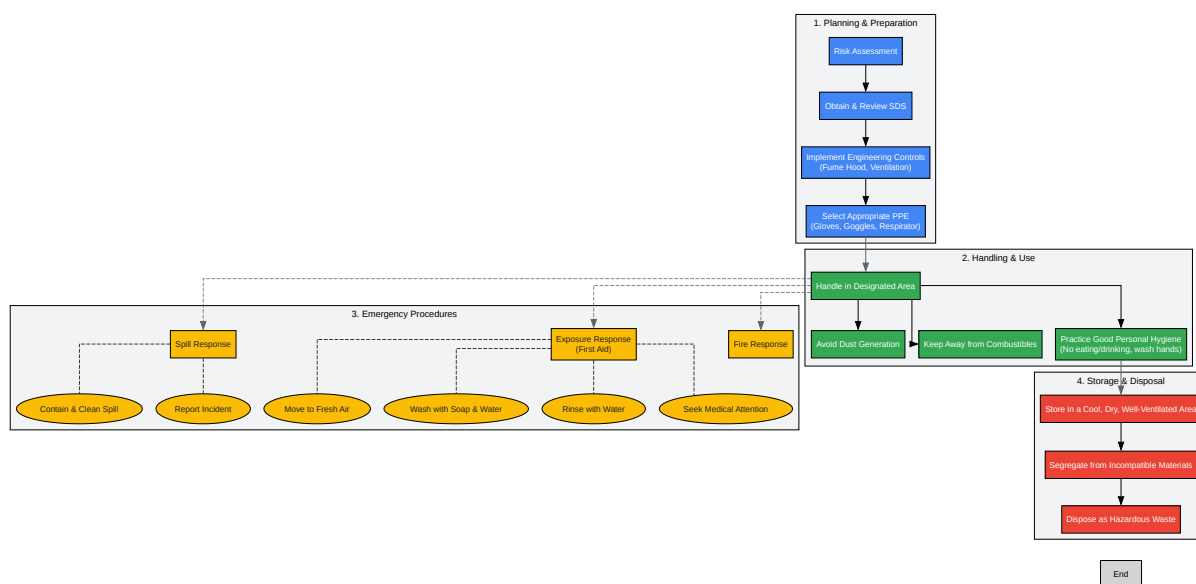 1. Planning & Preparation
Risk Assessment
Obtain & Review SDS
Implement Engineering Controls
(Fume Hood, Ventilation)
Select Appropriate PPE
(Gloves, Goggles, Respirator)
2. Handling & Use
Handle in Designated Area
Avoid Dust Generation
Keep Away from Combustibles
Practice Good Personal Hygiene
(No eating/drinking, wash hands)
3. Emergency Procedures
Spill Response
Exposure Response
(First Aid)
Fire Response
Contain & Clean Spill
Report Incident
Move to Fresh Air
Wash with Soap & Water
Rinse with Water
Seek Medical Attention
4. Storage & Disposal
Store in a Cool, Dry, Well-Ventilated Area
Segregate from Incompatible Materials
Dispose as Hazardous Waste
End